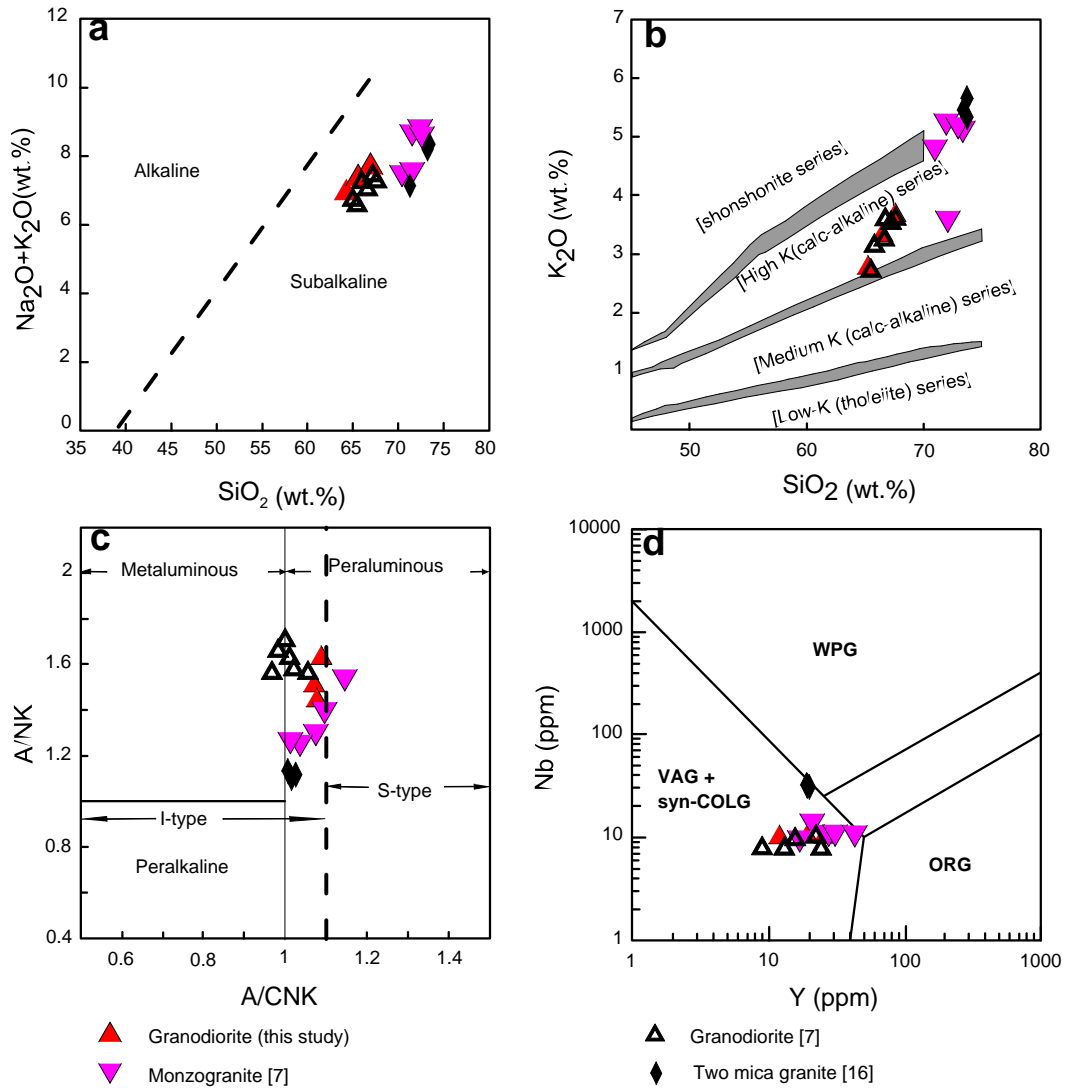 a
12
10
8
6
4
2
0
Na2O+K2O(wt.%)
Alkaline
Subalkaline
35 40 45 50 55 60 65 70 75 80
SiO2 (wt.%)
b
7
6
5
4
3
2
1
K2O (wt.%)
[shonshonite series]
[High K(calc-alkaline) series]
[Medium K (calc-alkaline) series]
[Low-K (tholeiite) series]
50 60 70 80
SiO2 (wt.%)
c
2
1.6
1.2
0.8
0.4
A/NK
Metaluminous Peraluminous
S-type
I-type
Peralkaline
0.6 0.8 1 1.2 1.4
A/CNK
d
10000
1000
100
10
1
Nb (ppm)
WPG
VAG +
syn-COLG
ORG
1 10 100 1000
Y (ppm)
Granodiorite (this study)
Monzogranite [7]
Granodiorite [7]
Two mica granite [16]